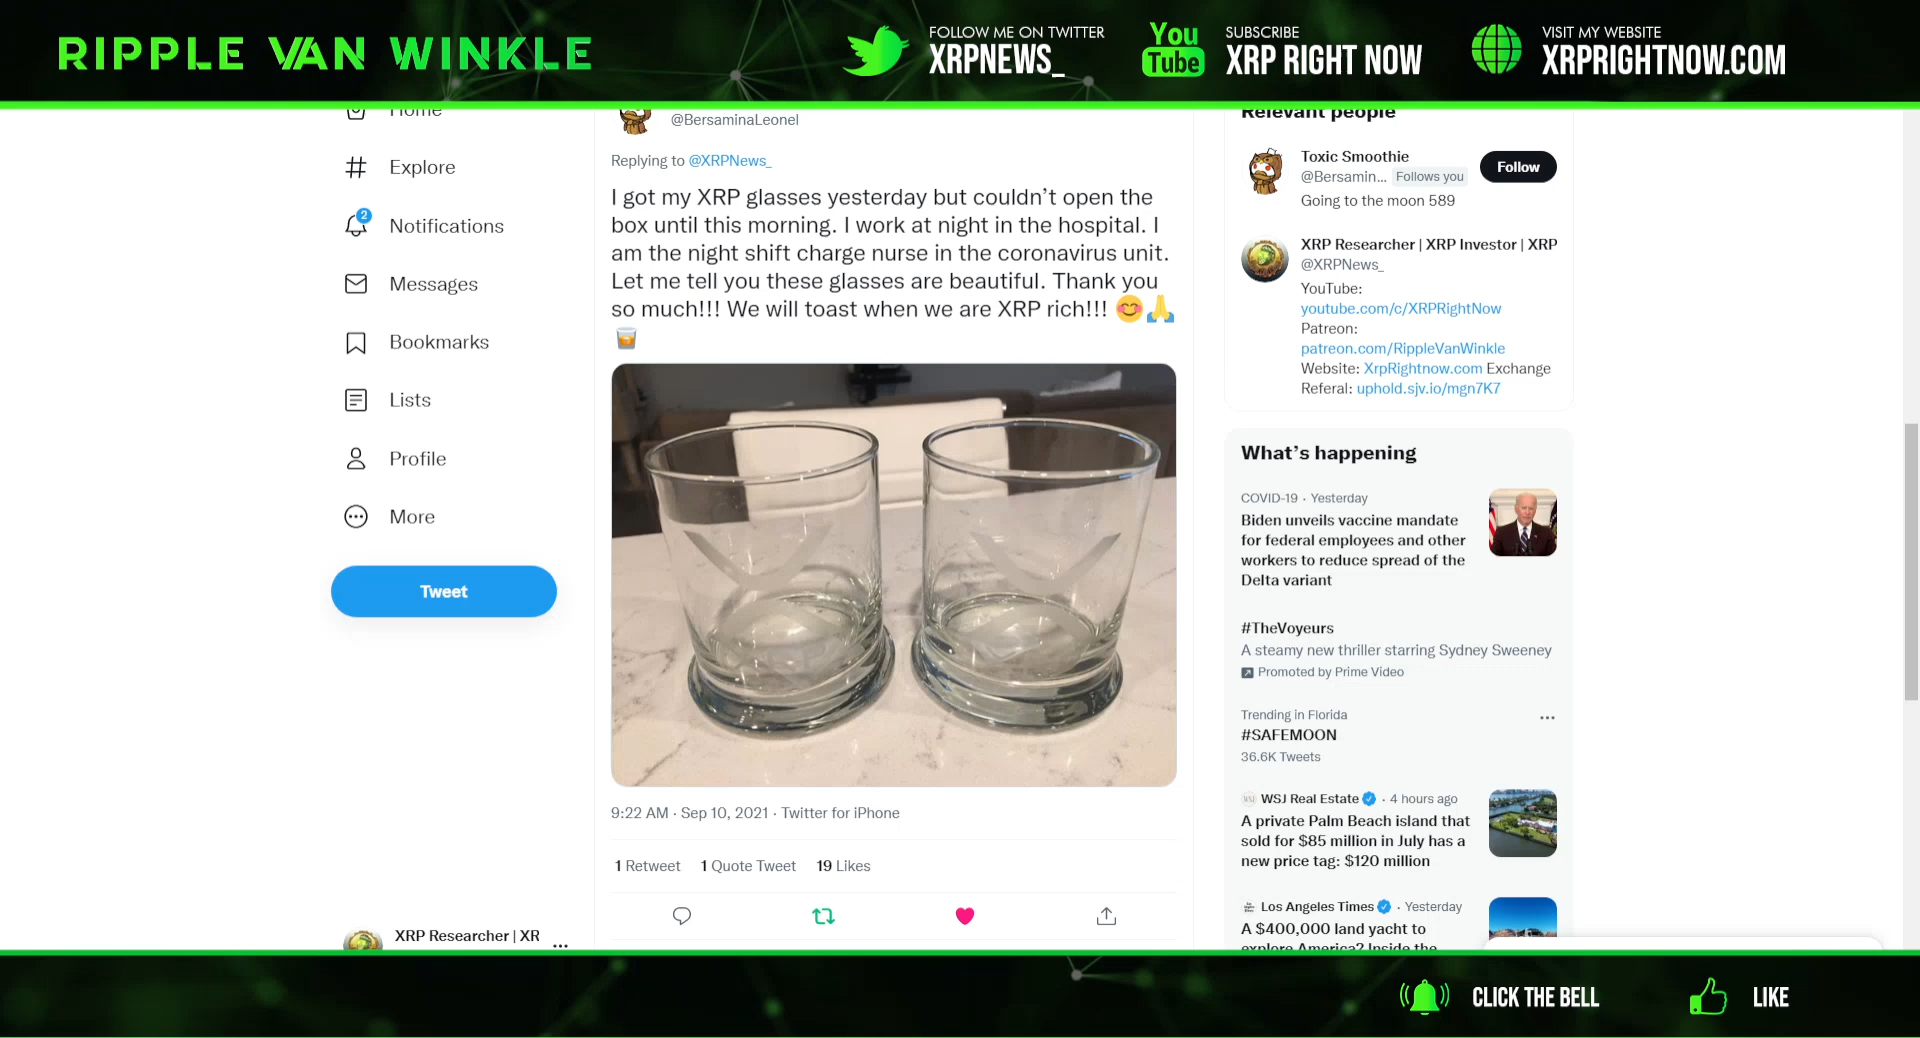 RIPPLE VAN WINKLE
FOLLOW ME ON TWITTER
XRPNEWS_
You
Tube
SUBSCRIBE
XRP RIGHT NOW
VISIT MY WEBSITE
XRPRIGHTNOW.COM
Home
Explore
2
Notifications
Messages
Bookmarks
Lists
Profile
More
Tweet
XRP Researcher | XR
...
@BersaminaLeonel
Replying to @XRPNews_
I got my XRP glasses yesterday but couldn’t open the
box until this morning. I work at night in the hospital. I
am the night shift charge nurse in the coronavirus unit.
Let me tell you these glasses are beautiful. Thank you
so much!!! We will toast when we are XRP rich!!! 😊🙏
🥃
9:22 AM · Sep 10, 2021 · Twitter for iPhone
1 Retweet 1 Quote Tweet 19 Likes
Relevant people
Toxic Smoothie
@Bersamin... Follows you
Follow
Going to the moon 589
XRP Researcher | XRP Investor | XRP
@XRPNews_
YouTube:
youtube.com/c/XRPRightNow
Patreon:
patreon.com/RippleVanWinkle
Website: XrpRightnow.com Exchange
Referal: uphold.sjv.io/mgn7K7
What’s happening
COVID-19 · Yesterday
Biden unveils vaccine mandate
for federal employees and other
workers to reduce spread of the
Delta variant
#TheVoyeurs
A steamy new thriller starring Sydney Sweeney
Promoted by Prime Video
Trending in Florida
...
#SAFEMOON
36.6K Tweets
WSJ WSJ Real Estate · 4 hours ago
A private Palm Beach island that
sold for $85 million in July has a
new price tag: $120 million
Los Angeles Times · Yesterday
A $400,000 land yacht to
explore America? Inside the
CLICK THE BELL
LIKE